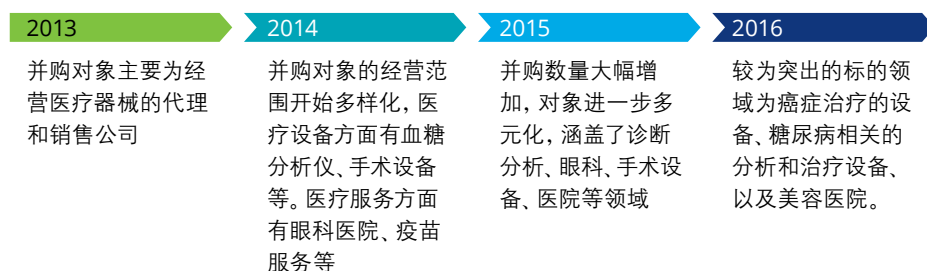 2013
并购对象主要为经
营医疗器械的代理
和销售公司
2014
并购对象的经营范
围开始多样化，医
疗设备方面有血糖
分析仪、手术设备
等。医疗服务方面
有眼科医院、疫苗
服务等
2015
并购数量大幅增
加，对象进一步多
元化，涵盖了诊断
分析、眼科、手术设
备、医院等领域
2016
较为突出的标的领
域为癌症治疗的设
备、糖尿病相关的
分析和治疗设备、
以及美容医院。